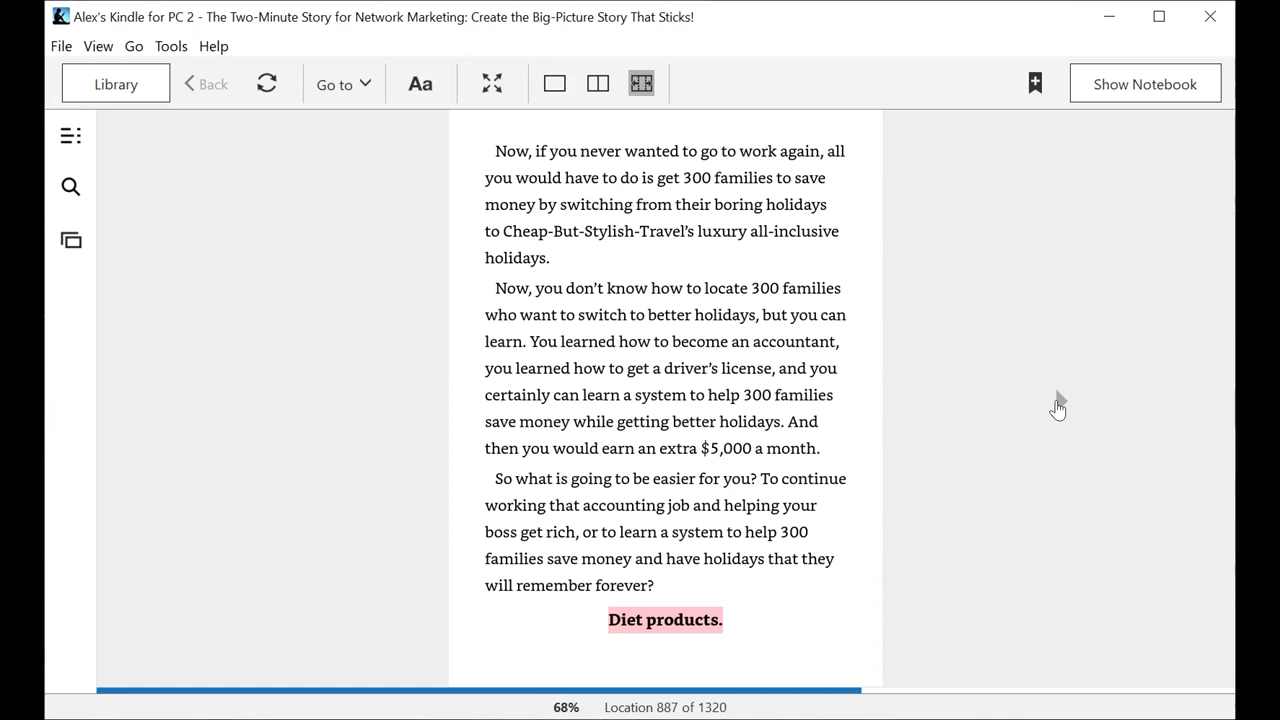 Alex's Kindle for PC 2 - The Two-Minute Story for Network Marketing: Create the Big-Picture Story That Sticks!
File View Go Tools Help
Library Back Go to Aa Show Notebook
Now, if you never wanted to go to work again, all
you would have to do is get 300 families to save
money by switching from their boring holidays
to Cheap-But-Stylish-Travel’s luxury all-inclusive
holidays.
Now, you don’t know how to locate 300 families
who want to switch to better holidays, but you can
learn. You learned how to become an accountant,
you learned how to get a driver’s license, and you
certainly can learn a system to help 300 families
save money while getting better holidays. And
then you would earn an extra $5,000 a month.
So what is going to be easier for you? To continue
working that accounting job and helping your
boss get rich, or to learn a system to help 300
families save money and have holidays that they
will remember forever?
Diet products.
68% Location 887 of 1320